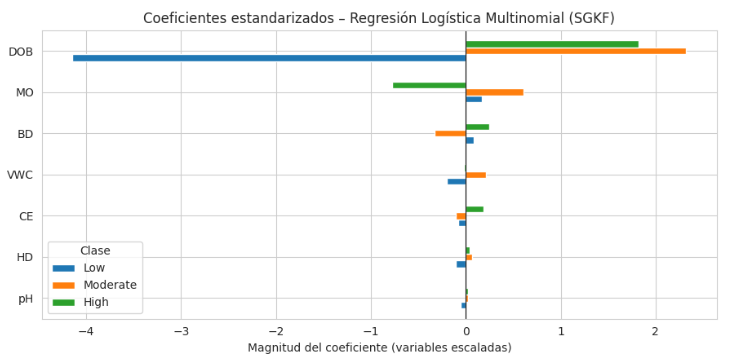 Coeficientes estandarizados – Regresión Logística Multinomial (SGKF)
DOB
MO
BD
VWC
CE
HD
pH
Clase
Low
Moderate
High
−4
−3
−2
−1
0
1
2
Magnitud del coeficiente (variables escaladas)